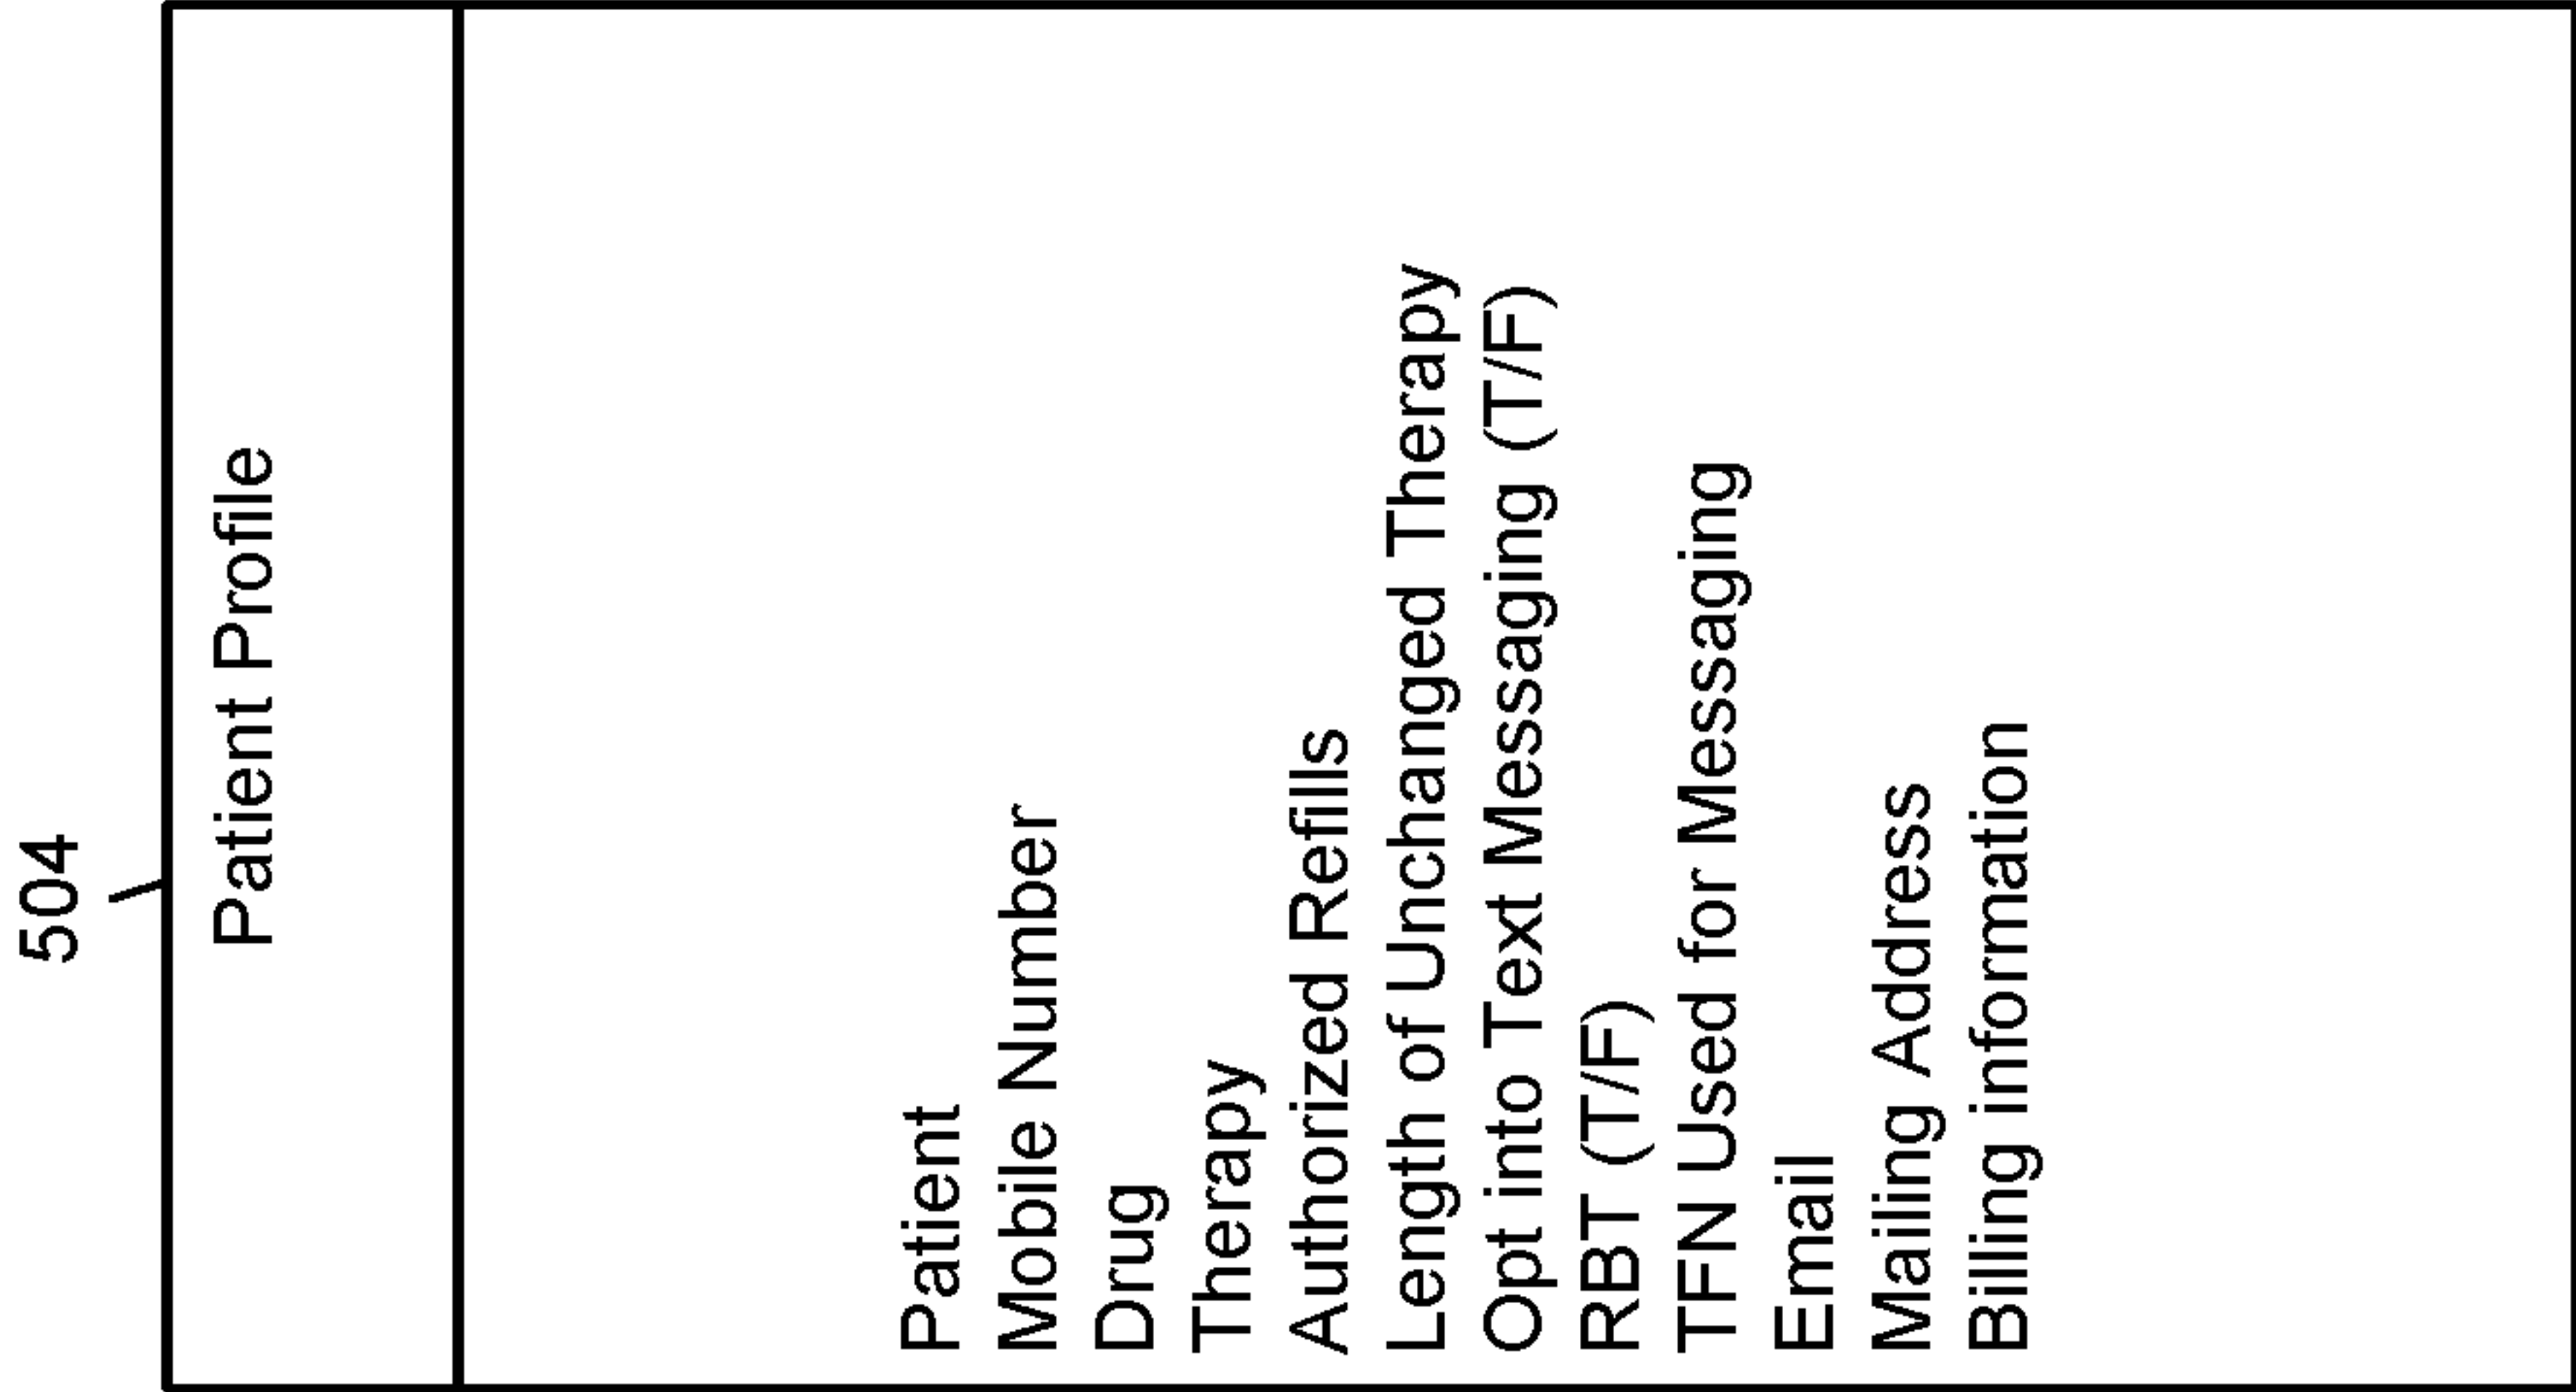 504
Patient Profile
Patient
Mobile Number
Drug
Therapy
Authorized Refills
Length of Unchanged Therapy
Opt into Text Messaging (T/F)
RBT (T/F)
TFN Used for Messaging
Email
Mailing Address
Billing information